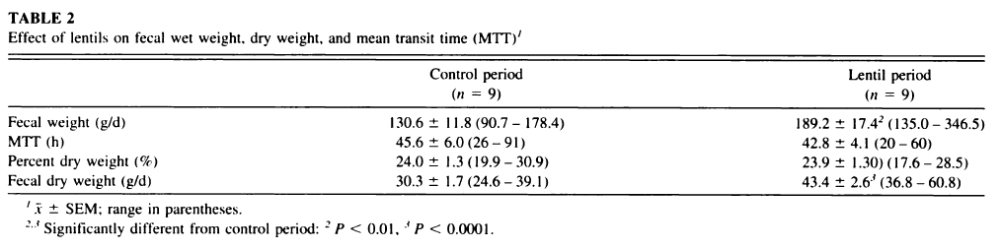 TABLE 2
Effect of lentils on fecal wet weight, dry weight, and mean transit time (MTT)¹
Control period Lentil period
(n = 9) (n = 9)
Fecal weight (g/d) 130.6 ± 11.8 (90.7 – 178.4) 189.2 ± 17.4² (135.0 – 346.5)
MTT (h) 45.6 ± 6.0 (26 – 91) 42.8 ± 4.1 (20 – 60)
Percent dry weight (%) 24.0 ± 1.3 (19.9 – 30.9) 23.9 ± 1.30) (17.6 – 28.5)
Fecal dry weight (g/d) 30.3 ± 1.7 (24.6 – 39.1) 43.4 ± 2.6³ (36.8 – 60.8)
¹ x̄ ± SEM; range in parentheses.
²,³ Significantly different from control period: ² P < 0.01, ³ P < 0.0001.